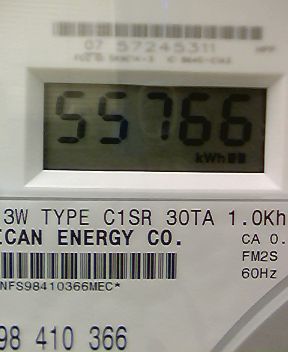 07 57245311
55766
kWh
3W TYPE C1SR 30TA 1.0Kh
ICAN ENERGY CO.
CA 0.
FM2S
60Hz
NFS98410366MEC*
98 410 366